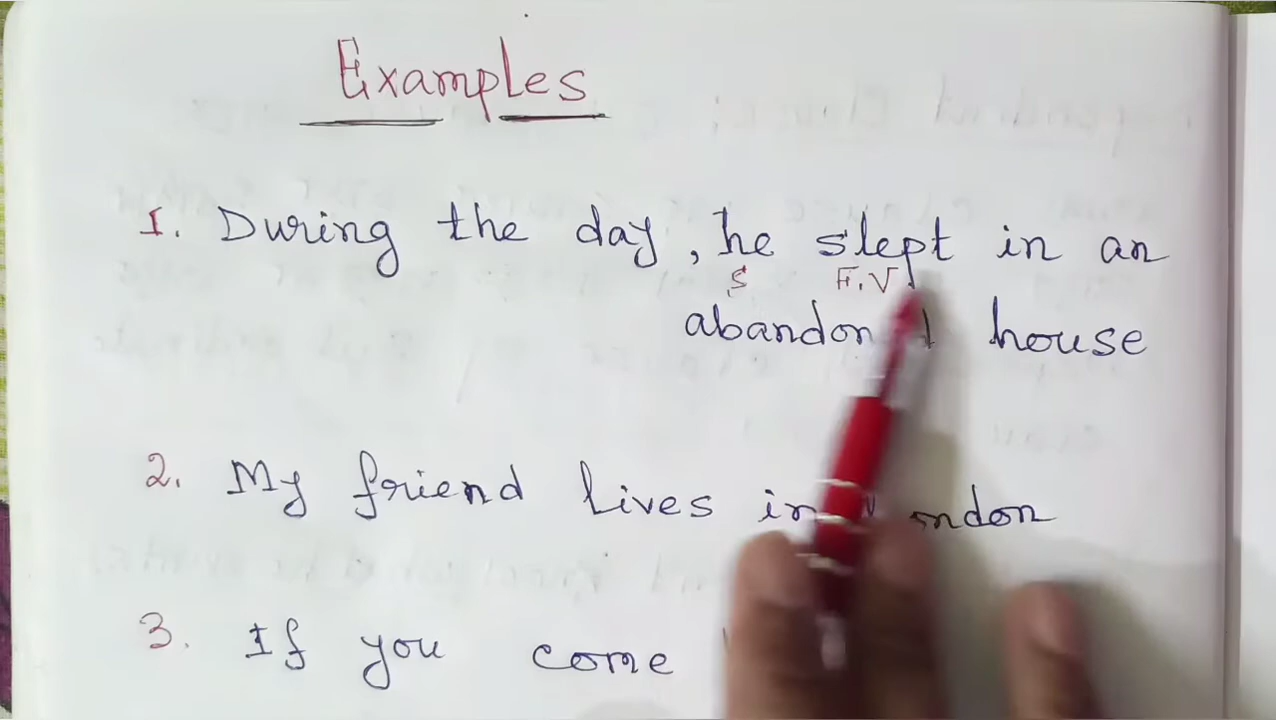 Examples
1. During the day, he slept in an
S F.V
house
2. My friend lives in
3. If you come